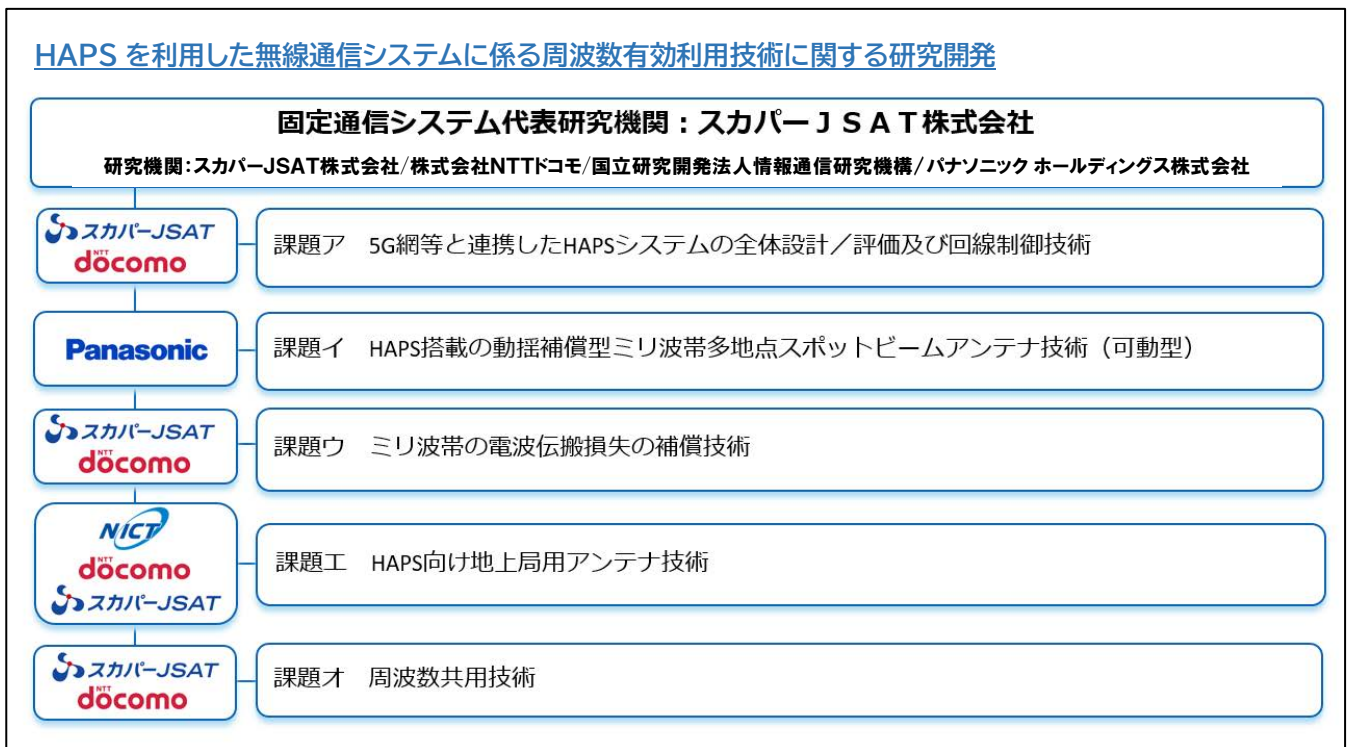 HAPS を利用した無線通信システムに係る周波数有効利用技術に関する研究開発
固定通信システム代表研究機関：スカパーＪＳＡＴ株式会社
研究機関：スカパーJSAT株式会社/株式会社NTTドコモ/国立研究開発法人情報通信研究機構/パナソニック ホールディングス株式会社
スカパーJSAT
NTT
döcomo
課題ア　5G網等と連携したHAPSシステムの全体設計／評価及び回線制御技術
Panasonic
課題イ　HAPS搭載の動揺補償型ミリ波帯多地点スポットビームアンテナ技術（可動型）
スカパーJSAT
NTT
döcomo
課題ウ　ミリ波帯の電波伝搬損失の補償技術
NICT
NTT
döcomo
スカパーJSAT
課題エ　HAPS向け地上局用アンテナ技術
スカパーJSAT
NTT
döcomo
課題オ　周波数共用技術